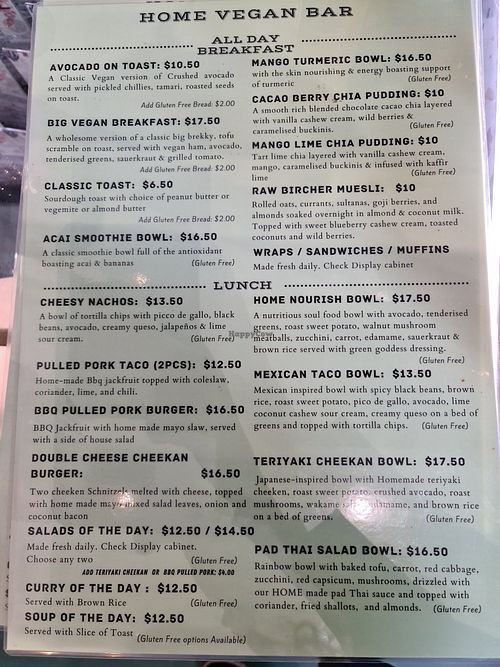 HOME VEGAN BAR
ALL DAY
BREAKFAST
AVOCADO ON TOAST: $10.50
A Classic Vegan version of Crushed avocado
served with pickled chillies, tamari, roasted seeds
on toast.
Add Gluten Free Bread: $2.00
BIG VEGAN BREAKFAST: $17.50
A wholesome version of a classic big brekky, tofu
scramble on toast, served with vegan ham, avocado,
tenderised greens, sauerkraut & grilled tomato.
Add Gluten Free Bread: $2.00
CLASSIC TOAST: $6.50
Sourdough toast with choice of peanut butter or
vegemite or almond butter
Add Gluten Free Bread: $2.00
ACAI SMOOTHIE BOWL: $16.50
A classic smoothie bowl full of the antioxidant
boasting acai & bananas (Gluten Free)
MANGO TURMERIC BOWL: $16.50
with the skin nourishing & energy boasting support
of turmeric (Gluten Free)
CACAO BERRY CHIA PUDDING: $10
A smooth rich blended chocolate cacao chia layered
with vanilla cashew cream, wild berries &
caramelised buckinis. (Gluten Free)
MANGO LIME CHIA PUDDING: $10
Tart lime chia layered with vanilla cashew cream,
mango, caramelised buckinis & infused with kaffir
lime (Gluten Free)
RAW BIRCHER MUESLI: $10
Rolled oats, currants, sultanas, goji berries, and
almonds soaked overnight in almond & coconut milk.
Topped with sweet blueberry cashew cream, toasted
coconuts and wild berries.
WRAPS / SANDWICHES / MUFFINS
Made fresh daily. Check Display cabinet
LUNCH
CHEESY NACHOS: $13.50
A bowl of tortilla chips with picco de gallo, black
beans, avocado, creamy queso, jalapeños & lime
sour cream. (Gluten Free)
PULLED PORK TACO (2PCS): $12.50
Home-made Bbq jackfruit topped with coleslaw,
coriander, lime, and chili.
BBQ PULLED PORK BURGER: $16.50
BBQ Jackfruit with home made mayo slaw, served
with a side of house salad
DOUBLE CHEESE CHEEKAN
BURGER: $16.50
Two cheeken Schnitzels melted with cheese, topped
with home made mayo mixed salad leaves, onion and
coconut bacon
SALADS OF THE DAY: $12.50 / $14.50
Made fresh daily. Check Display cabinet.
Choose any two (Gluten Free)
ADD TERIYAKI CHEEKAN OR BBQ PULLED PORK: $4.00
CURRY OF THE DAY : $12.50
Served with Brown Rice (Gluten Free)
SOUP OF THE DAY: $12.50
Served with Slice of Toast (Gluten Free options Available)
HOME NOURISH BOWL: $17.50
A nutritious soul food bowl with avocado, tenderised
greens, roast sweet potato, walnut mushroom
meatballs, zucchini, carrot, edamame, sauerkraut &
brown rice served with green goddess dressing.
(Gluten Free)
MEXICAN TACO BOWL: $13.50
Mexican inspired bowl with spicy black beans, brown
rice, roast sweet potato, pico de gallo, avocado, lime
coconut cashew sour cream, creamy queso on a bed of
greens and topped with tortilla chips. (Gluten Free)
TERIYAKI CHEEKAN BOWL: $17.50
Japanese-inspired bowl with Homemade teriyaki
cheeken, roast sweet potato, crushed avocado, roast
mushrooms, wakame salad, edamame, and brown rice
on a bed of greens. (Gluten Free)
PAD THAI SALAD BOWL: $16.50
Rainbow bowl with baked tofu, carrot, red cabbage,
zucchini, red capsicum, mushrooms, drizzled with
our HOME made pad Thai sauce and topped with
coriander, fried shallots, and almonds. (Gluten Free)
HappyCow